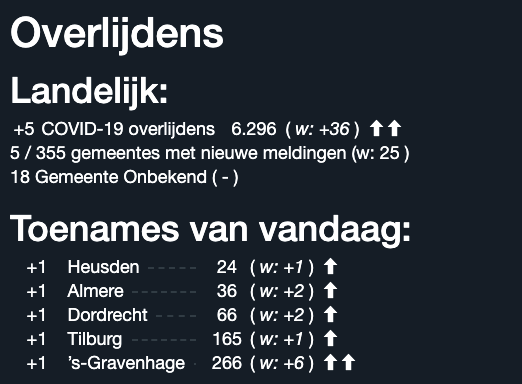 Overlijdens
Landelijk:
+5 COVID-19 overlijdens 6.296 ( w: +36 ) ⬆⬆
5 / 355 gemeentes met nieuwe meldingen (w: 25 )
18 Gemeente Onbekend ( - )
Toenames van vandaag:
+1 Heusden ----- 24 ( w: +1 ) ⬆
+1 Almere ------ 36 ( w: +2 ) ⬆
+1 Dordrecht ---- 66 ( w: +2 ) ⬆
+1 Tilburg ------ 165 ( w: +1 ) ⬆
+1 's-Gravenhage - 266 ( w: +6 ) ⬆⬆